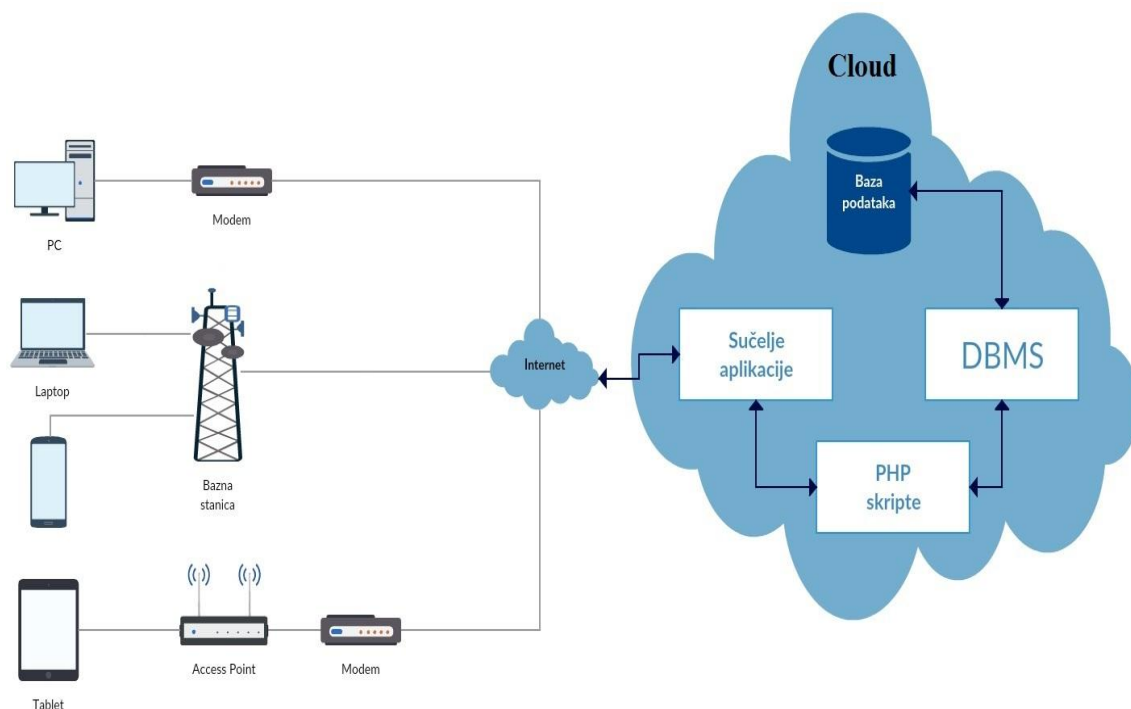 Cloud
Baza
podataka
PC
Modem
Sučelje
aplikacije
DBMS
Internet
Laptop
PHP
skripte
Bazna
stanica
Access Point
Modem
Tablet